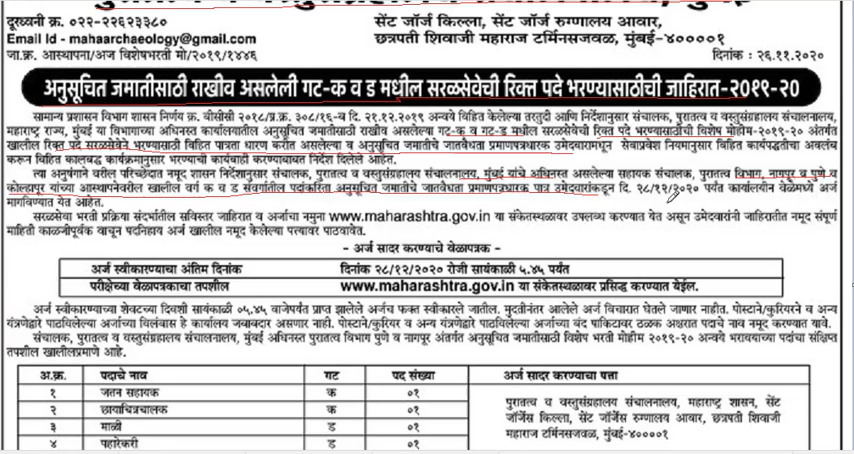 दूरध्वनी क्र. ०२२-२२६२३३८०
Email Id - mahaarchaeology@gmail.com
जा.क्र. आस्थापना/अज विशेषभरती मो/२०१९/१४४६
सेंट जॉर्ज किल्ला, सेंट जॉर्ज रुग्णालय आवार,
छत्रपती शिवाजी महाराज टर्मिनसजवळ, मुंबई-४००००१
दिनांक : २६.११.२०२०
अनुसूचित जमातीसाठी राखीव असलेली गट-क व ड मधील सरळसेवेची रिक्त पदे भरण्यासाठीची जाहिरात-२०१९-२०
सामान्य प्रशासन विभाग शासन निर्णय क्र. बीसीसी २०१८/प्र.क्र. ३०८/१६-ब दि. २१.१२.२०१९ अन्वये विहित केलेल्या तरतुदी आणि निर्देशानुसार संचालक, पुरातत्व व वस्तुसंग्रहालय संचालनालय,
महाराष्ट्र राज्य, मुंबई या विभागाच्या अधिनस्त कार्यालयातील अनुसूचित जमातीसाठी राखीव असलेल्या गट-क व गट-ड मधील सरळसेवेची रिक्त पदे भरण्यासाठीची विशेष मोहीम-२०१९-२० अंतर्गत
खालील रिक्त पदे सरळसेवेने भरण्यासाठी विहित पात्रता धारण करीत असलेल्या व अनुसूचित जमातीचे जातवैधता प्रमाणपत्रधारक उमेदवारामधून सेवाप्रवेश नियमानुसार विहित कार्यपद्धतीचा अवलंब
करून विहित कालबद्ध कार्यक्रमानुसार भरण्याची कार्यवाही करण्याबाबत निर्देश दिलेले आहेत.
त्या अनुषंगाने वरील परिच्छेदात नमूद शासन निर्देशानुसार संचालक, पुरातत्व व वस्तुसंग्रहालय संचालनालय, मुंबई यांचे अधिनस्त असलेल्या सहायक संचालक, पुरातत्व विभाग, नागपूर व पुणे व
कोल्हापूर यांच्या आस्थापनेवरील खालील वर्ग क व ड संवर्गातील पदांकरिता अनुसूचित जमातीचे जातवैधता प्रमाणपत्रधारक पात्र उमेदवारांकडून दि. २८/१२/२०२० पर्यंत कार्यालयीन वेळमध्ये अर्ज
मागविण्यात येत आहेत.
सरळसेवा भरती प्रक्रिया संदर्भातील सविस्तर जाहिरात व अर्जाचा नमुना www.maharashtra.gov.in या संकेतस्थळावर उपलब्ध करण्यात येत असून उमेदवारांनी जाहिरातीत नमूद संपूर्ण
माहिती काळजीपूर्वक वाचून पदनिहाय अर्ज खालील नमूद केलेल्या पत्त्यावर पाठवावेत.
- अर्ज सादर करण्याचे वेळापत्रक -
अर्ज स्वीकारण्याचा अंतिम दिनांक दिनांक २८/१२/२०२० रोजी सायंकाळी ५.४५ पर्यंत
परीक्षेच्या वेळापत्रकाचा तपशील www.maharashtra.gov.in या संकेतस्थळावर प्रसिद्ध करण्यात येईल.
अर्ज स्वीकारण्याच्या शेवटच्या दिवशी सायंकाळी ०५.४५ वाजेपर्यंत प्राप्त झालेले अर्जच फक्त स्वीकारले जातील. मुदतीनंतर आलेले अर्ज विचारात घेतले जाणार नाहीत. पोस्टाने/कुरियरने व अन्य
यंत्रणेद्वारे पाठविलेल्या अर्जाच्या विलंबास हे कार्यालय जबाबदार असणार नाही. पोस्टाने/कुरियर व अन्य यंत्रणेद्वारे पाठविलेल्या अर्जाच्या बंद पाकिटावर ठळक अक्षरात पदाचे नाव नमूद करण्यात यावे.
संचालक, पुरातत्व व वस्तुसंग्रहालय संचालनालय, मुंबई अधिनस्त पुरातत्व विभाग पुणे व नागपूर अंतर्गत अनुसूचित जमातीसाठी विशेष भरती मोहीम २०१९-२० अन्वये भरावयाच्या पदांचा संक्षिप्त
तपशील खालीलप्रमाणे आहे.
अ.क्र. पदाचे नाव गट पद संख्या अर्ज सादर करण्याचा पत्ता
१ जतन सहायक क ०१
२ छायाचित्रचालक क ०१
३ माळी ड ०१
४ पहारेकरी ड ०१
पुरातत्व व वस्तुसंग्रहालय संचालनालय, महाराष्ट्र शासन, सेंट
जॉर्जेस किल्ला, सेंट जॉर्जेस रुग्णालय आवार, छत्रपती शिवाजी
महाराज टर्मिनसजवळ, मुंबई-४००००१